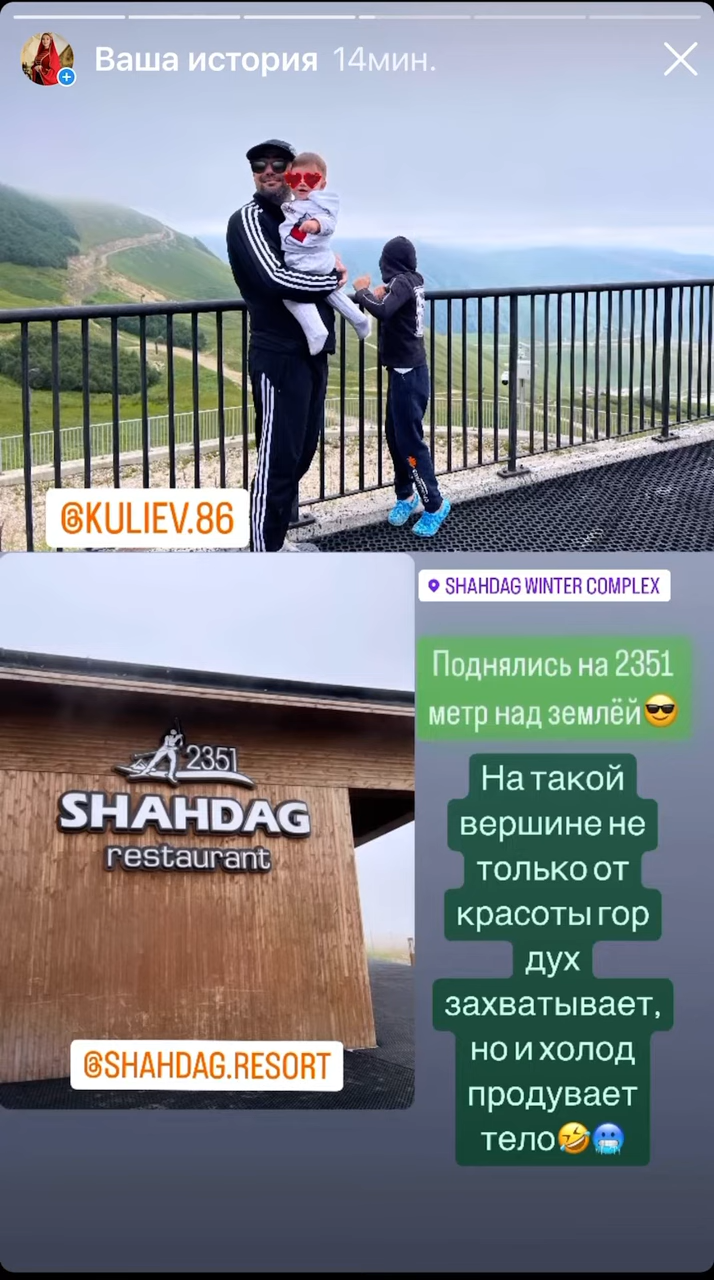 Ваша история 14мин.
@KULIEV.86
SHAHDAG WINTER COMPLEX
Поднялись на 2351
метр над землёй😎
2351
SHAHDAG
restaurant
@SHAHDAG.RESORT
На такой
вершине не
только от
красоты гор
дух
захватывает,
но и холод
продувает
тело🤣🥶